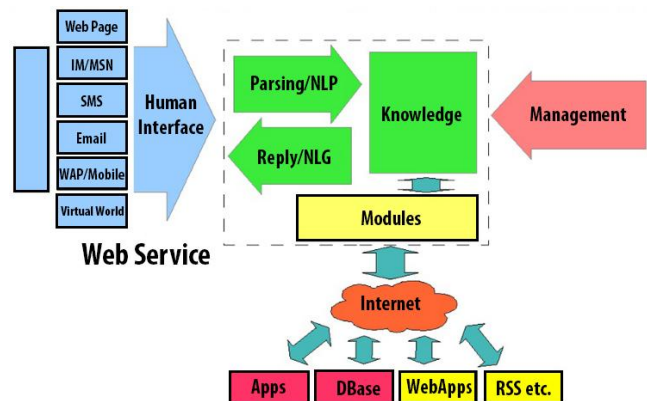 Web Page
IM/MSN
SMS
Email
WAP/Mobile
Virtual World
Human
Interface
Web Service
Parsing/NLP
Reply/NLG
Knowledge
Management
Modules
Internet
Apps
DBase
WebApps
RSS etc.